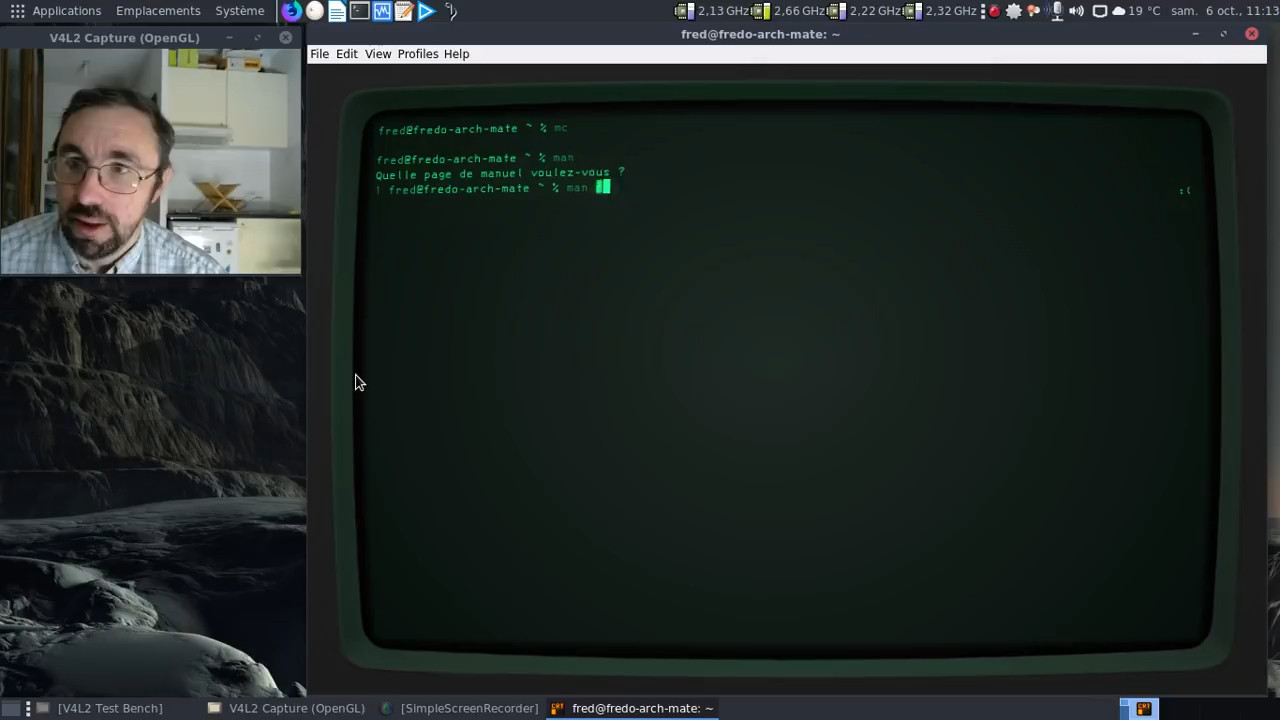 Applications Emplacements Système 2,13 GHz 2,66 GHz 2,22 GHz 2,32 GHz 19 °C sam. 6 oct., 11:13
V4L2 Capture (OpenGL)
fred@fredo-arch-mate: ~
File Edit View Profiles Help
fred@fredo-arch-mate ~ % mc
fred@fredo-arch-mate ~ % man
Quelle page de manuel voulez-vous ?
1 fred@fredo-arch-mate ~ % man
:(
[V4L2 Test Bench] V4L2 Capture (OpenGL) [SimpleScreenRecorder] CRT fred@fredo-arch-mate: ~ CRT